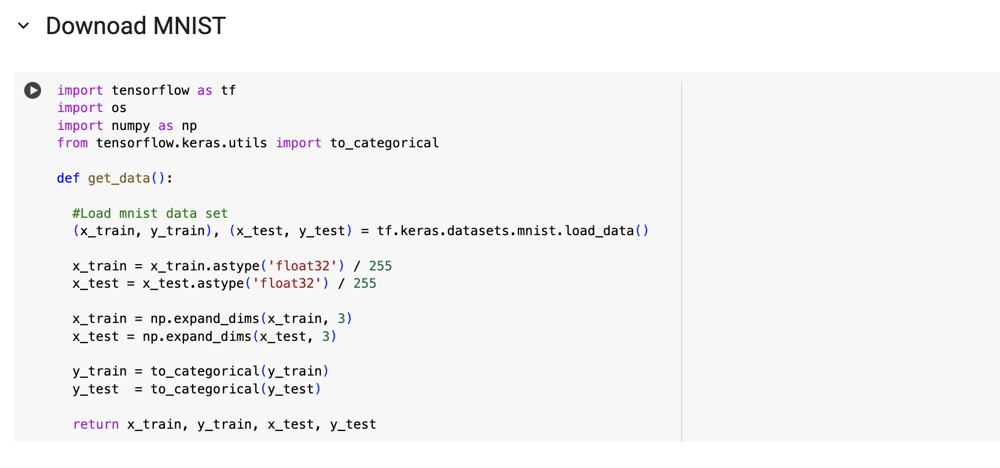 Downoad MNIST
import tensorflow as tf
import os
import numpy as np
from tensorflow.keras.utils import to_categorical
def get_data():
#Load mnist data set
(x_train, y_train), (x_test, y_test) = tf.keras.datasets.mnist.load_data()
x_train = x_train.astype('float32') / 255
x_test = x_test.astype('float32') / 255
x_train = np.expand_dims(x_train, 3)
x_test = np.expand_dims(x_test, 3)
y_train = to_categorical(y_train)
y_test  = to_categorical(y_test)
return x_train, y_train, x_test, y_test